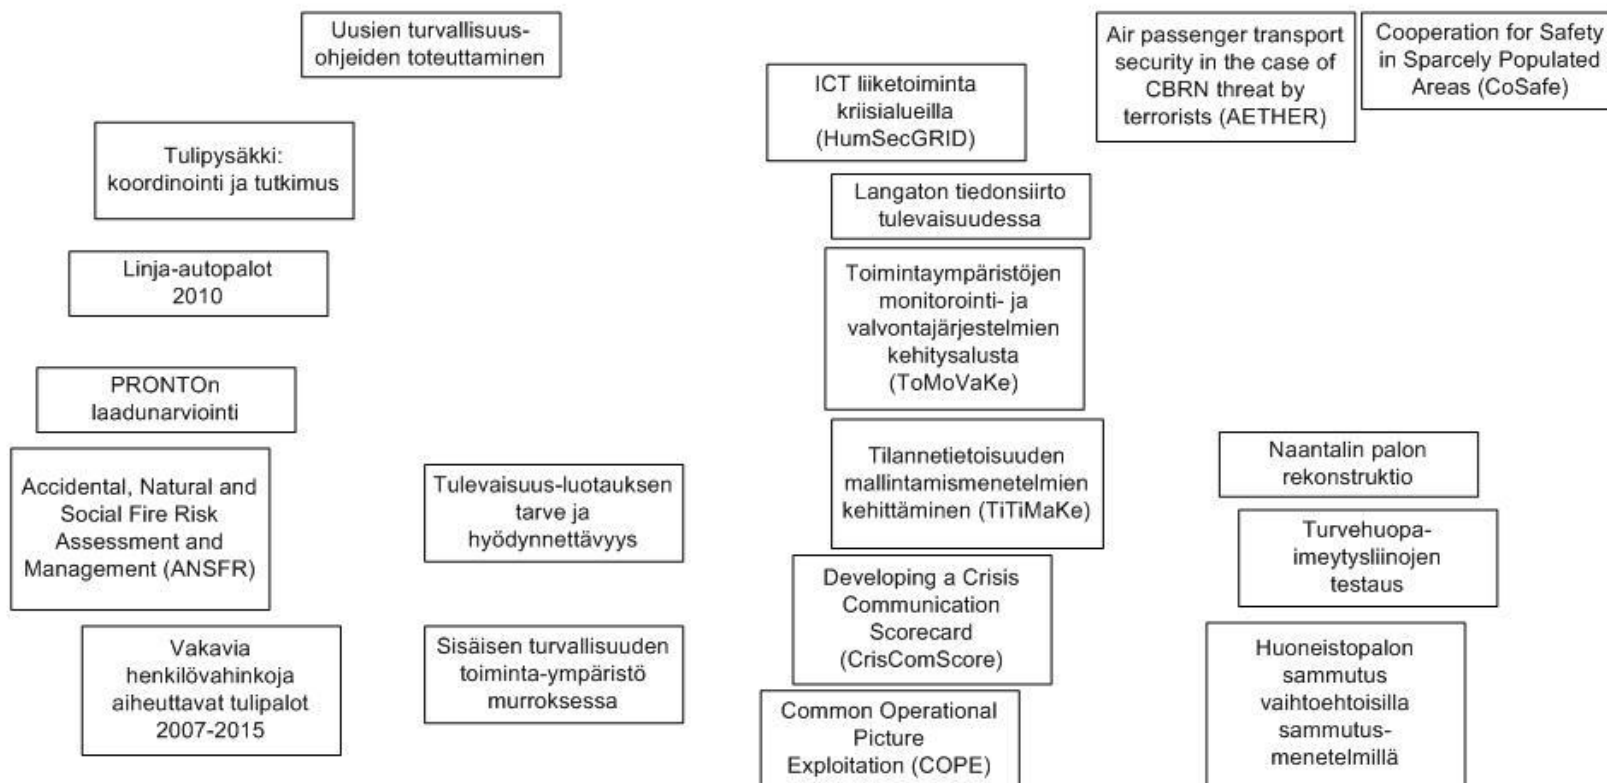 Uusien turvallisuus-
ohjeiden toteuttaminen
Tulipysäkki:
koordinointi ja tutkimus
Linja-autopalot
2010
PRONTOn
laadunarviointi
Accidental, Natural and
Social Fire Risk
Assessment and
Management (ANSFR)
Vakavia
henkilövahinkoja
aiheuttavat tulipalot
2007-2015
Tulevaisuus-luotauksen
tarve ja
hyödynnettävyys
Sisäisen turvallisuuden
toiminta-ympäristö
murroksessa
ICT liiketoiminta
kriisialueilla
(HumSecGRID)
Langaton tiedonsiirto
tulevaisuudessa
Toimintaympäristöjen
monitorointi- ja
valvontajärjestelmien
kehitysalusta
(ToMoVaKe)
Tilannetietoisuuden
mallintamismenetelmien
kehittäminen (TiTiMaKe)
Developing a Crisis
Communication
Scorecard
(CrisComScore)
Common Operational
Picture
Exploitation (COPE)
Air passenger transport
security in the case of
CBRN threat by
terrorists (AETHER)
Cooperation for Safety
in Sparcely Populated
Areas (CoSafe)
Naantalin palon
rekonstruktio
Turvehuopa-
imeytysliinojen
testaus
Huoneistopalon
sammutus
vaihtoehtoisilla
sammutus-
menetelmillä